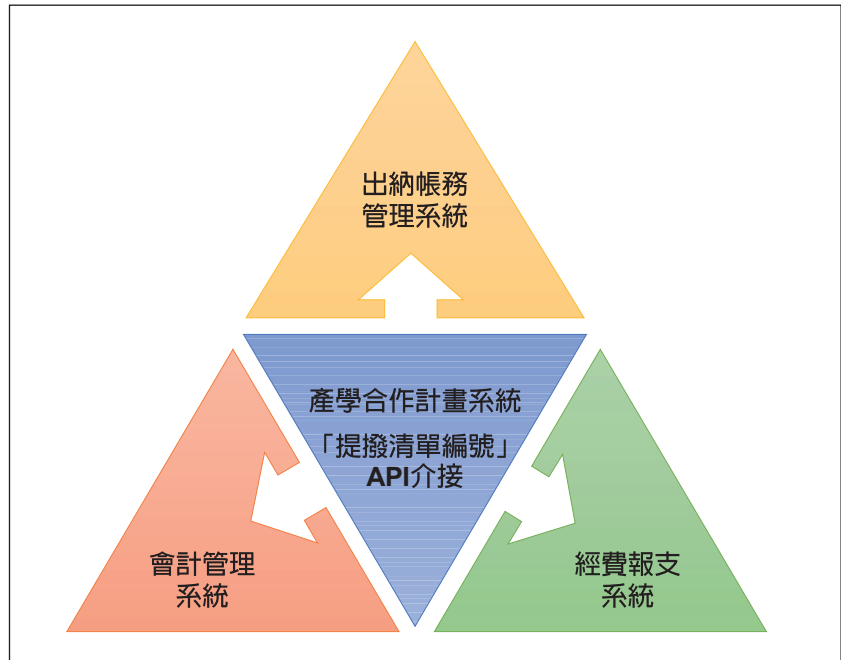 出納帳務
管理系統
產學合作計畫系統
「提撥清單編號」
API介接
會計管理
系統
經費報支
系統